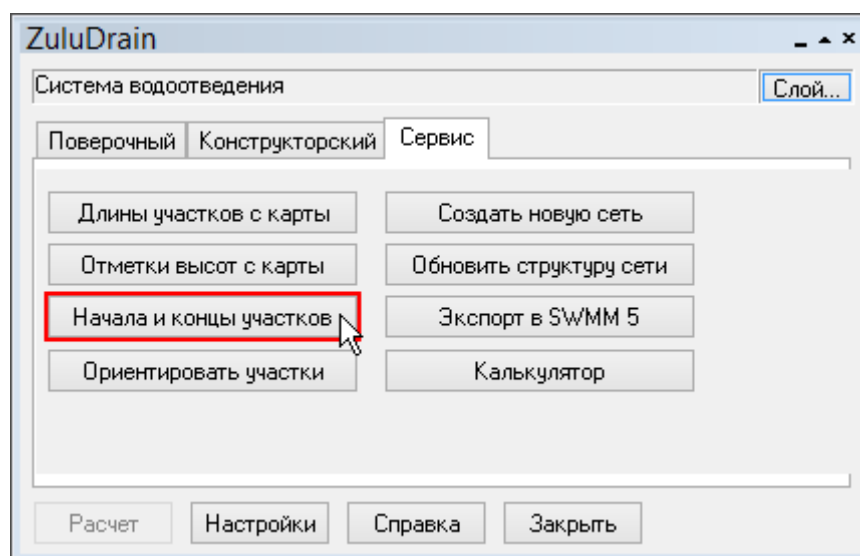 ZuluDrain
Система водоотведения
Слой...
Поверочный Конструкторский Сервис
Длины участков с карты Создать новую сеть
Отметки высот с карты Обновить структуру сети
Начала и концы участков Экспорт в SWMM 5
Ориентировать участки Калькулятор
Расчет Настройки Справка Закрыть